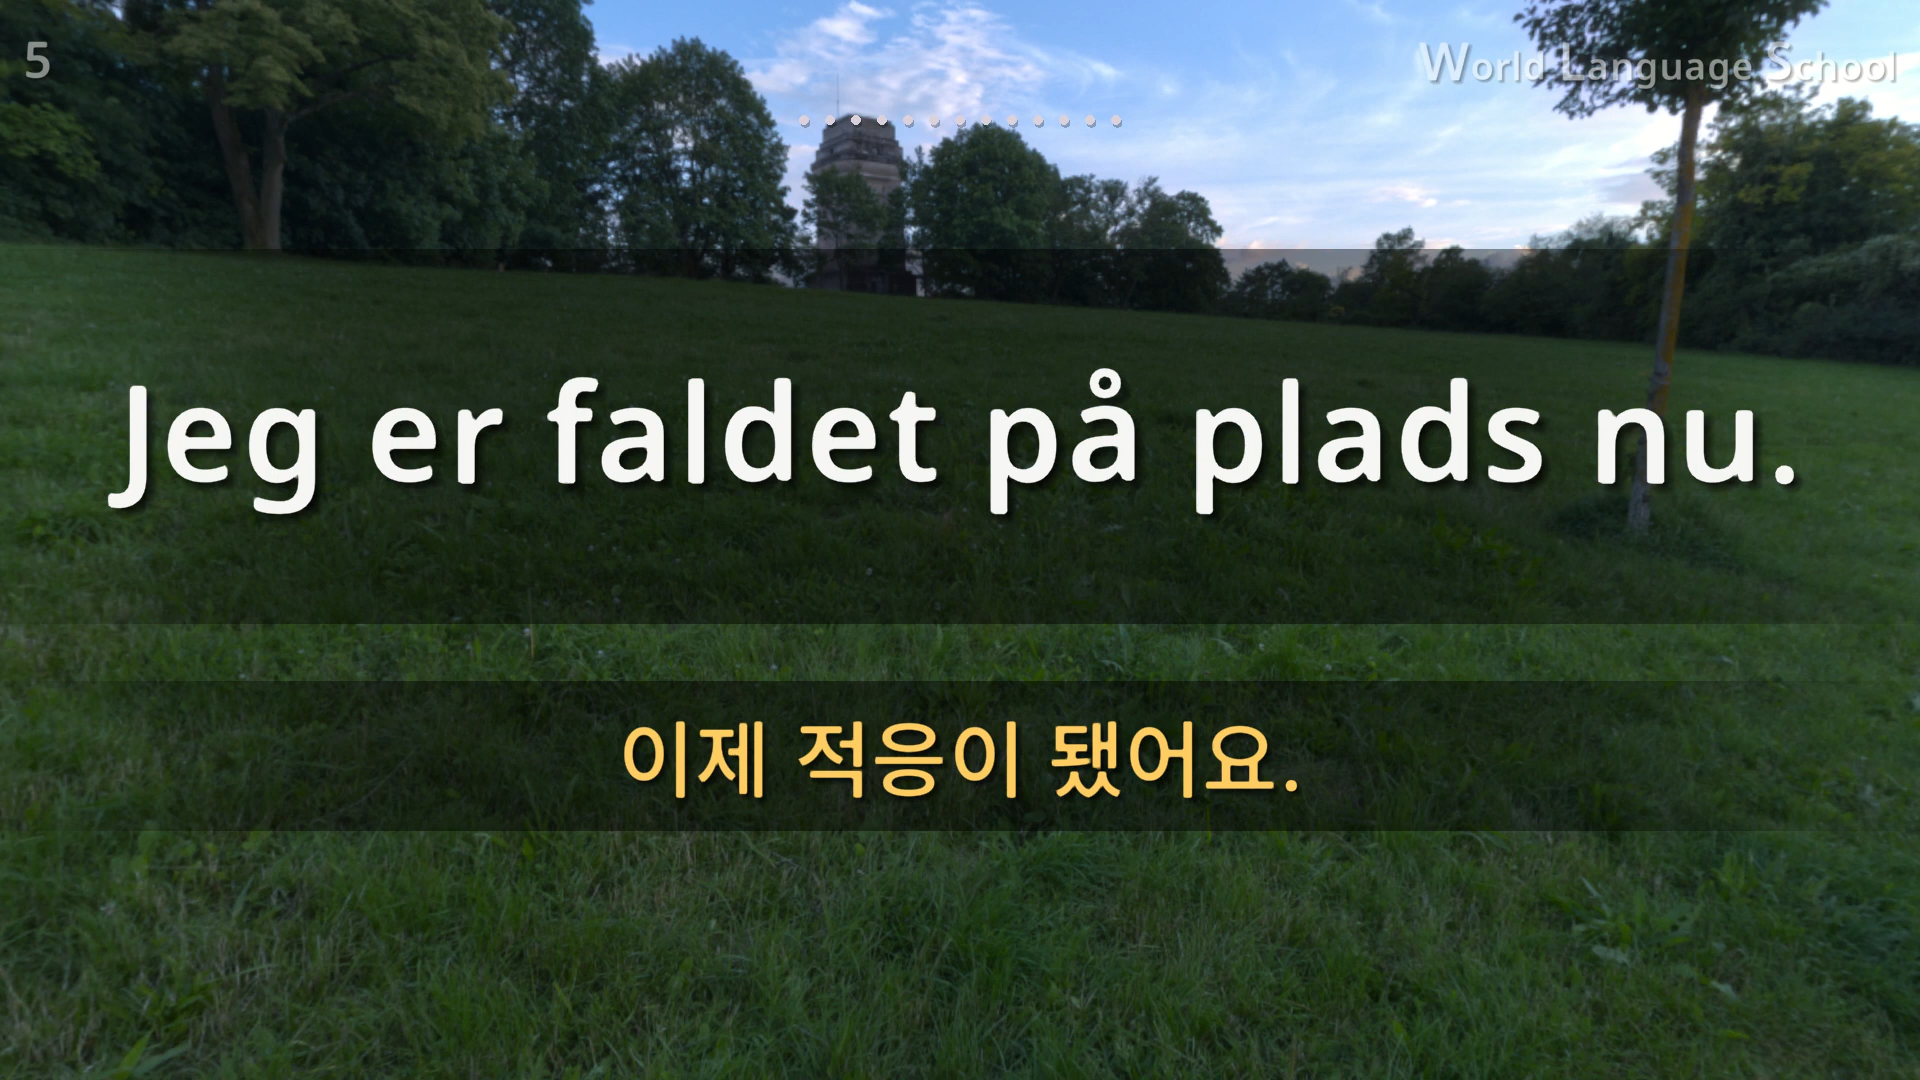 5
World Language School
Jeg er faldet på plads nu.
이제 적응이 됐어요.